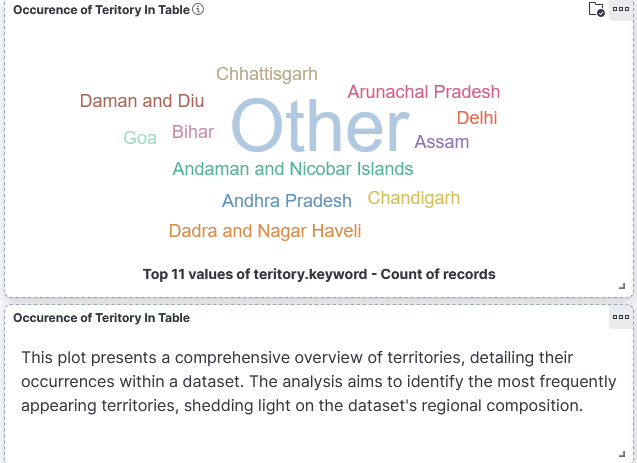 Occurence of Teritory In Table
Chhattisgarh
Arunachal Pradesh
Daman and Diu
Other
Delhi
Goa Bihar
Assam
Andaman and Nicobar Islands
Andhra Pradesh Chandigarh
Dadra and Nagar Haveli
Top 11 values of teritory.keyword - Count of records
Occurence of Teritory In Table
This plot presents a comprehensive overview of territories, detailing their
occurrences within a dataset. The analysis aims to identify the most frequently
appearing territories, shedding light on the dataset's regional composition.